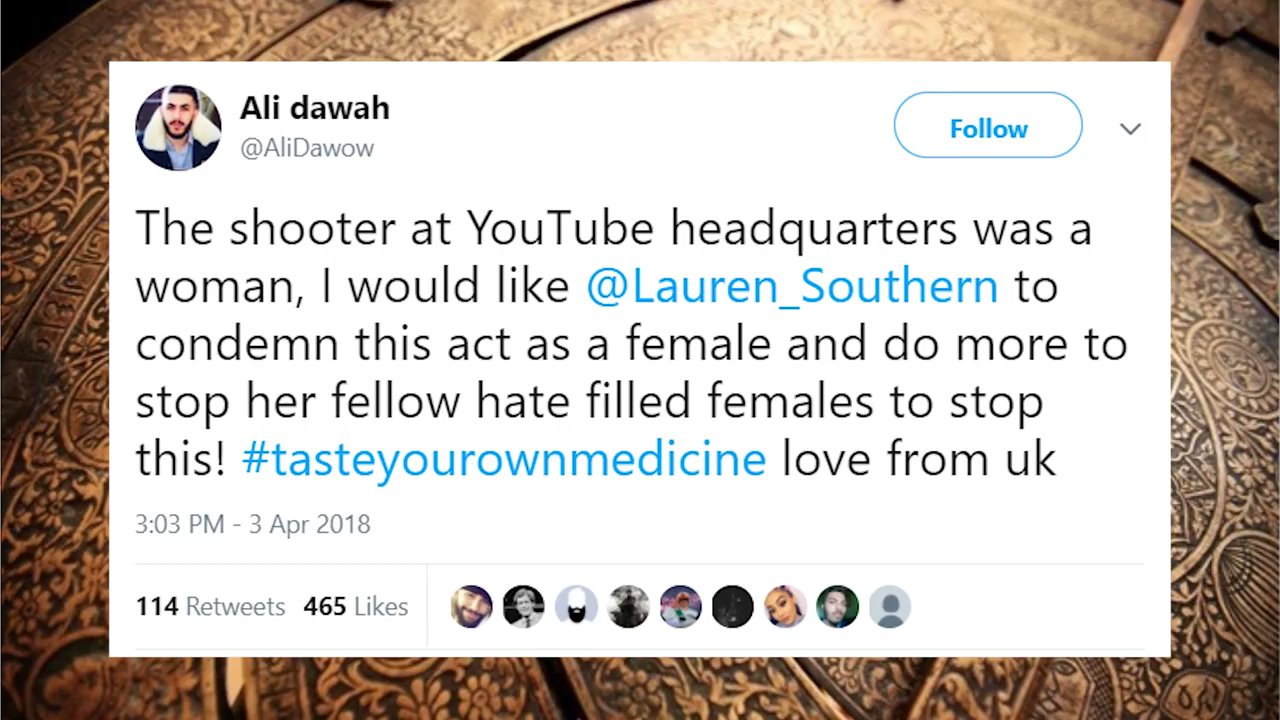 Ali dawah
@AliDawow
Follow
The shooter at YouTube headquarters was a
woman, I would like @Lauren_Southern to
condemn this act as a female and do more to
stop her fellow hate filled females to stop
this! #tasteyourownmedicine love from uk
3:03 PM - 3 Apr 2018
114 Retweets 465 Likes